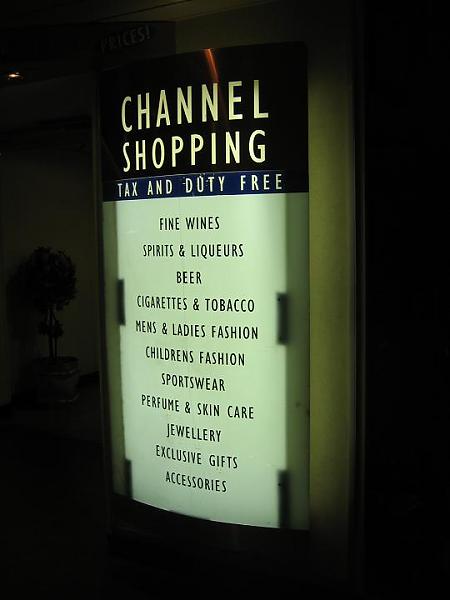 PRICES!
CHANNEL
SHOPPING
TAX AND DUTY FREE
FINE WINES
SPIRITS & LIQUEURS
BEER
CIGARETTES & TOBACCO
MENS & LADIES FASHION
CHILDRENS FASHION
SPORTSWEAR
PERFUME & SKIN CARE
JEWELLERY
EXCLUSIVE GIFTS
ACCESSORIES